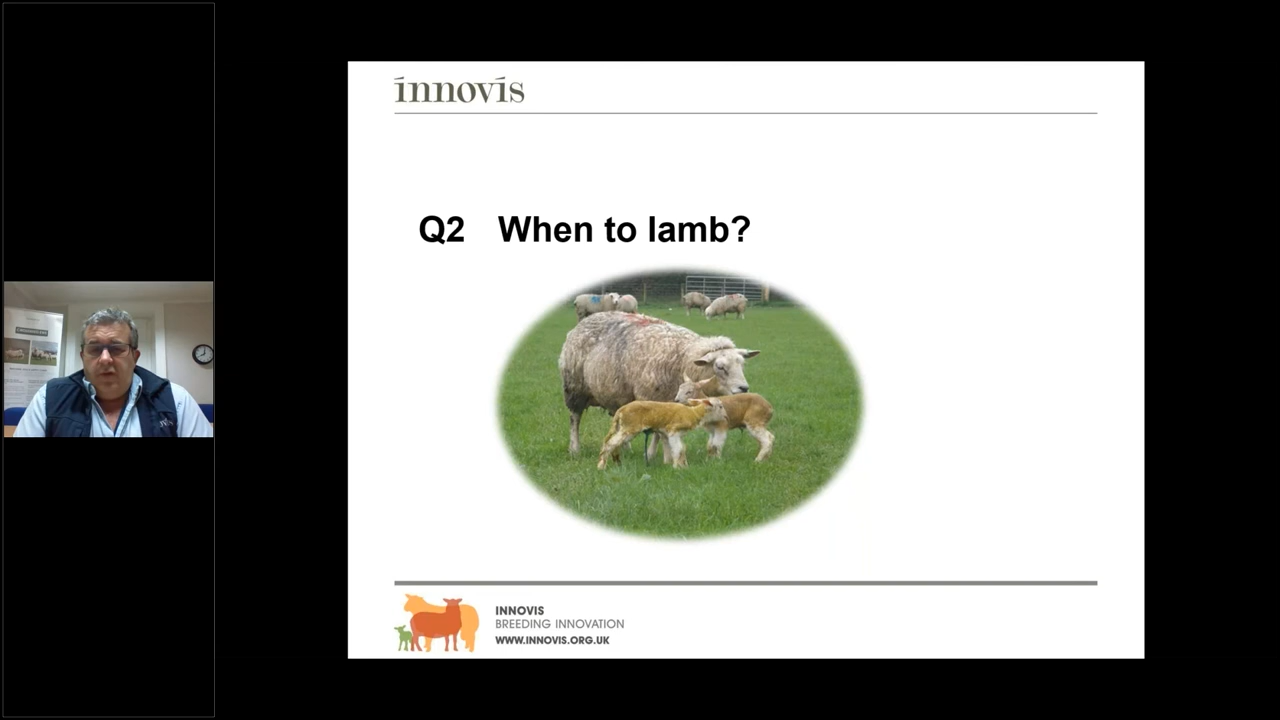 innovis
Q2 When to lamb?
INNOVIS
BREEDING INNOVATION
WWW.INNOVIS.ORG.UK